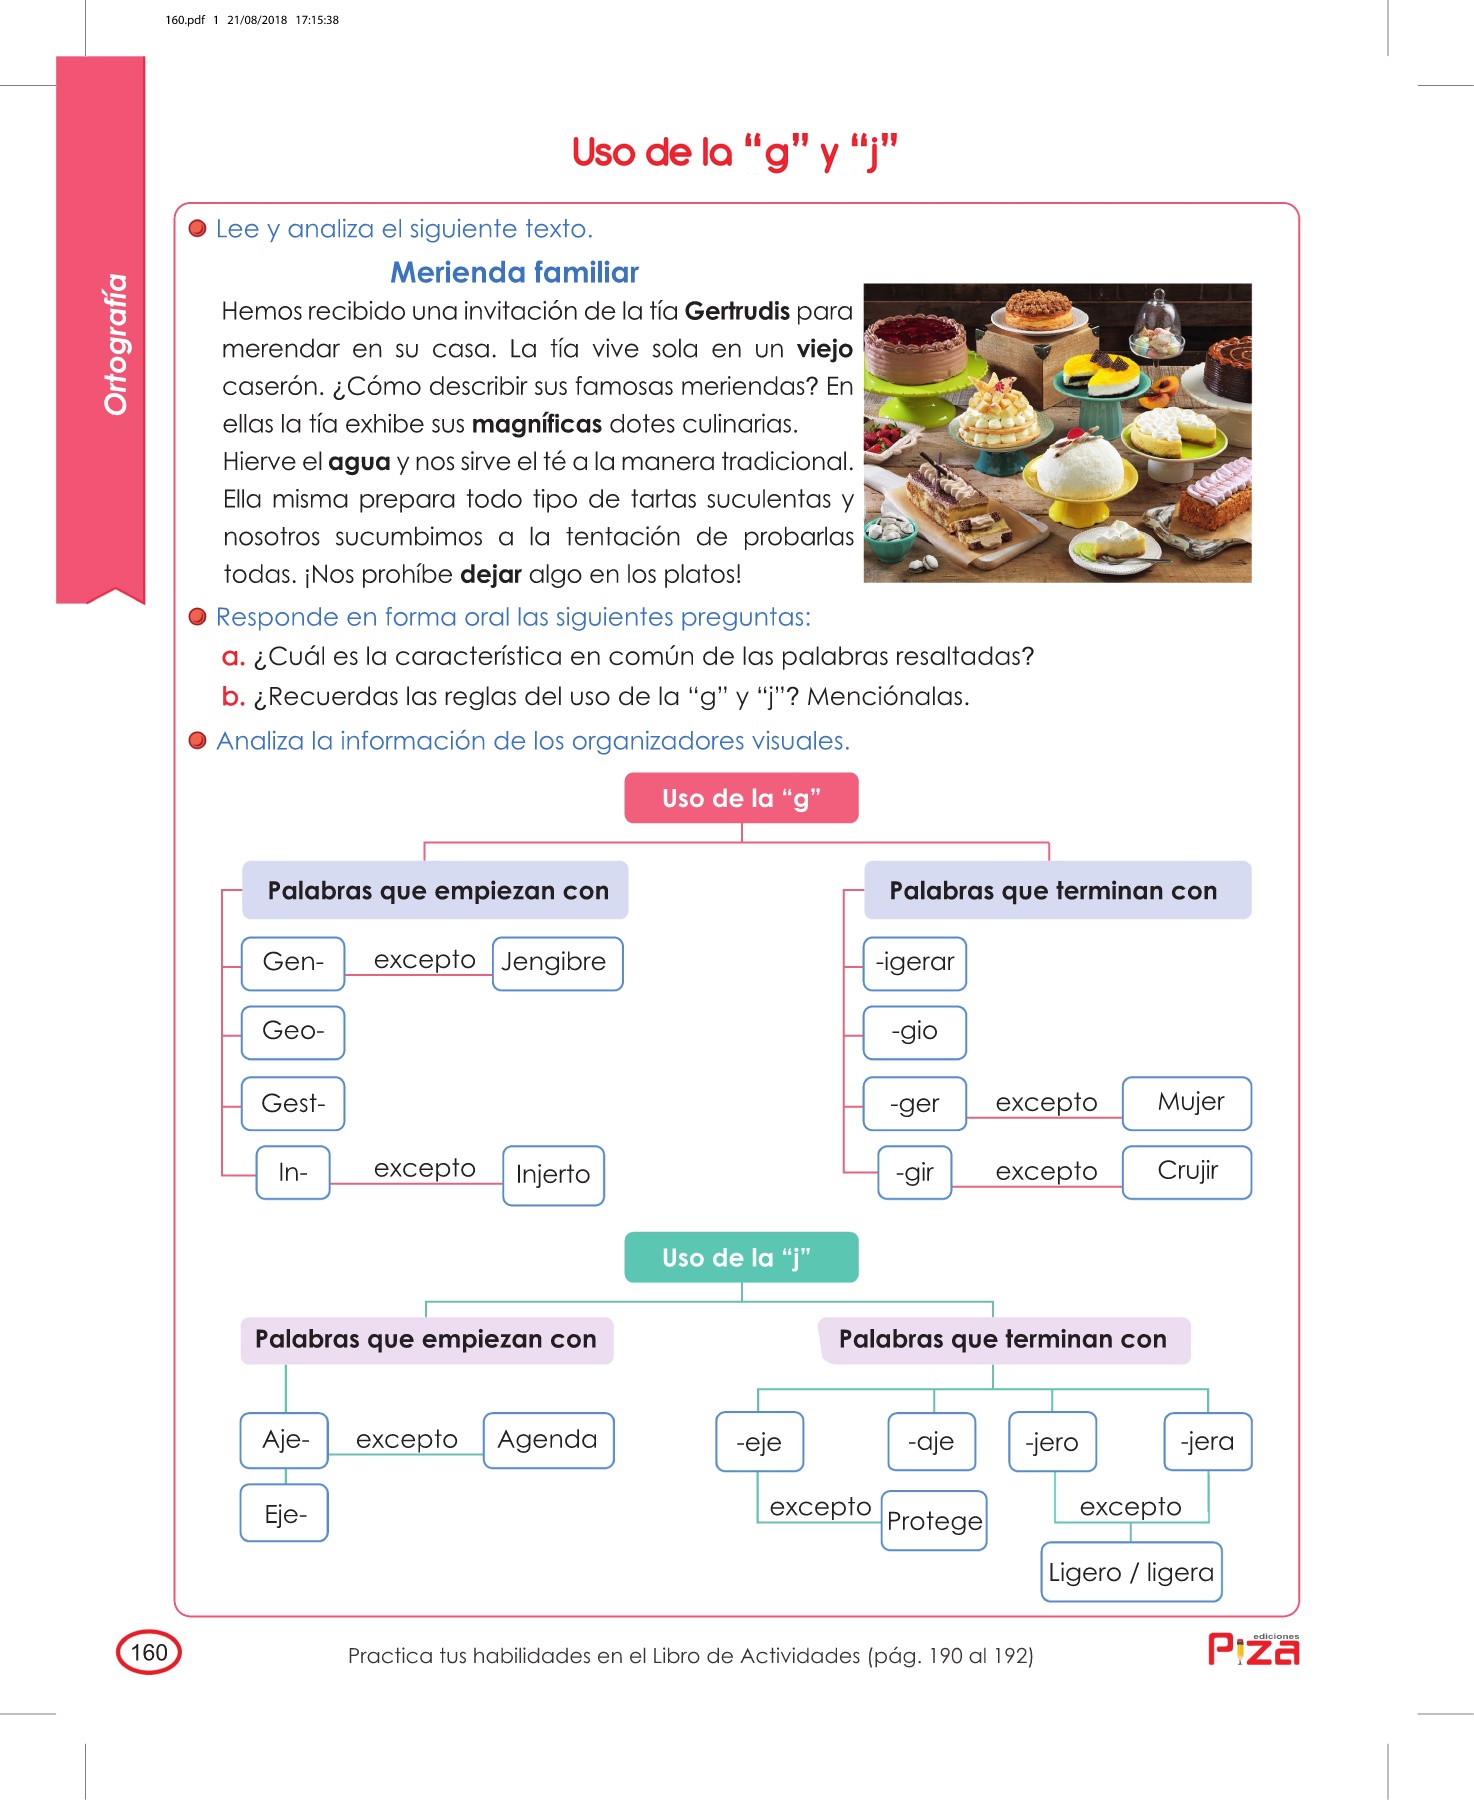 160.pdf 1 21/08/2018 17:15:38
Ortografía
Uso de la “g” y “j”
Lee y analiza el siguiente texto.
Merienda familiar
Hemos recibido una invitación de la tía Gertrudis para
merendar en su casa. La tía vive sola en un viejo
caserón. ¿Cómo describir sus famosas meriendas? En
ellas la tía exhibe sus magníficas dotes culinarias.
Hierve el agua y nos sirve el té a la manera tradicional.
Ella misma prepara todo tipo de tartas suculentas y
nosotros sucumbimos a la tentación de probarlas
todas. ¡Nos prohíbe dejar algo en los platos!
Responde en forma oral las siguientes preguntas:
a. ¿Cuál es la característica en común de las palabras resaltadas?
b. ¿Recuerdas las reglas del uso de la “g” y “j”? Menciónalas.
Analiza la información de los organizadores visuales.
Uso de la “g”
Palabras que empiezan con
Gen- excepto Jengibre
Geo-
Gest-
In- excepto Injerto
Palabras que terminan con
-igerar
-gio
-ger excepto Mujer
-gir excepto Crujir
Uso de la “j”
Palabras que empiezan con
Aje- excepto Agenda
Eje-
Palabras que terminan con
-eje -aje -jero -jera
excepto Protege excepto
Ligero / ligera
160
Practica tus habilidades en el Libro de Actividades (pág. 190 al 192)
ediciones
Piza